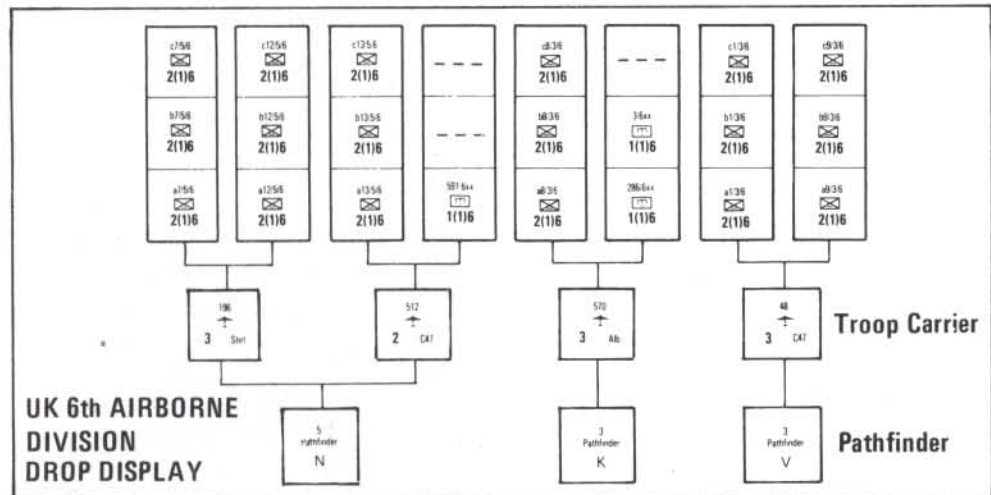 c7/5/6 c12/5/6 c13/5/6 c8/3/6 c1/3/6 c9/3/6
2(1)6 2(1)6 2(1)6 2(1)6 2(1)6 2(1)6
b7/5/6 b12/5/6 b13/5/6 b8/3/6 3/6xx b1/3/6 b9/3/6
2(1)6 2(1)6 2(1)6 2(1)6 1(1)6 2(1)6 2(1)6
a7/5/6 a12/5/6 a13/5/6 591/6xx a8/3/6 286/6xx a1/3/6 a9/3/6
2(1)6 2(1)6 2(1)6 1(1)6 2(1)6 1(1)6 2(1)6 2(1)6
196 512 570 48
3 Stirl 2 C47 3 Alb 3 C47 Troop Carrier
UK 6th AIRBORNE
DIVISION
DROP DISPLAY
5 3 3
Pathfinder Pathfinder Pathfinder Pathfinder
N K V